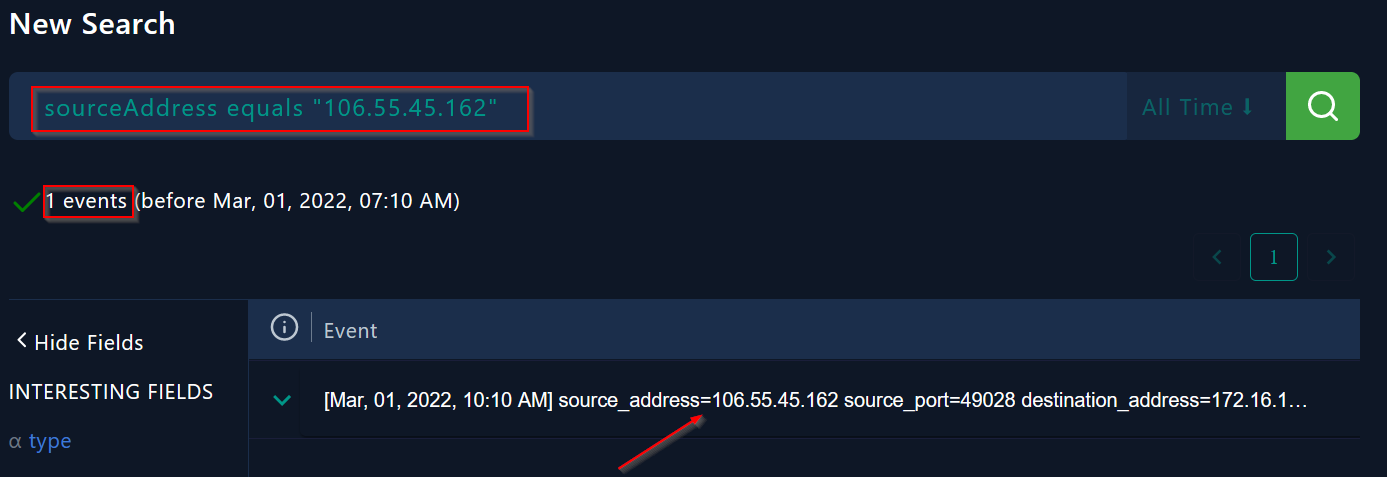 New Search
sourceAddress equals "106.55.45.162"
All Time
1 events (before Mar, 01, 2022, 07:10 AM)
1
Hide Fields
Event
INTERESTING FIELDS
[Mar, 01, 2022, 10:10 AM] source_address=106.55.45.162 source_port=49028 destination_address=172.16.1...
α type